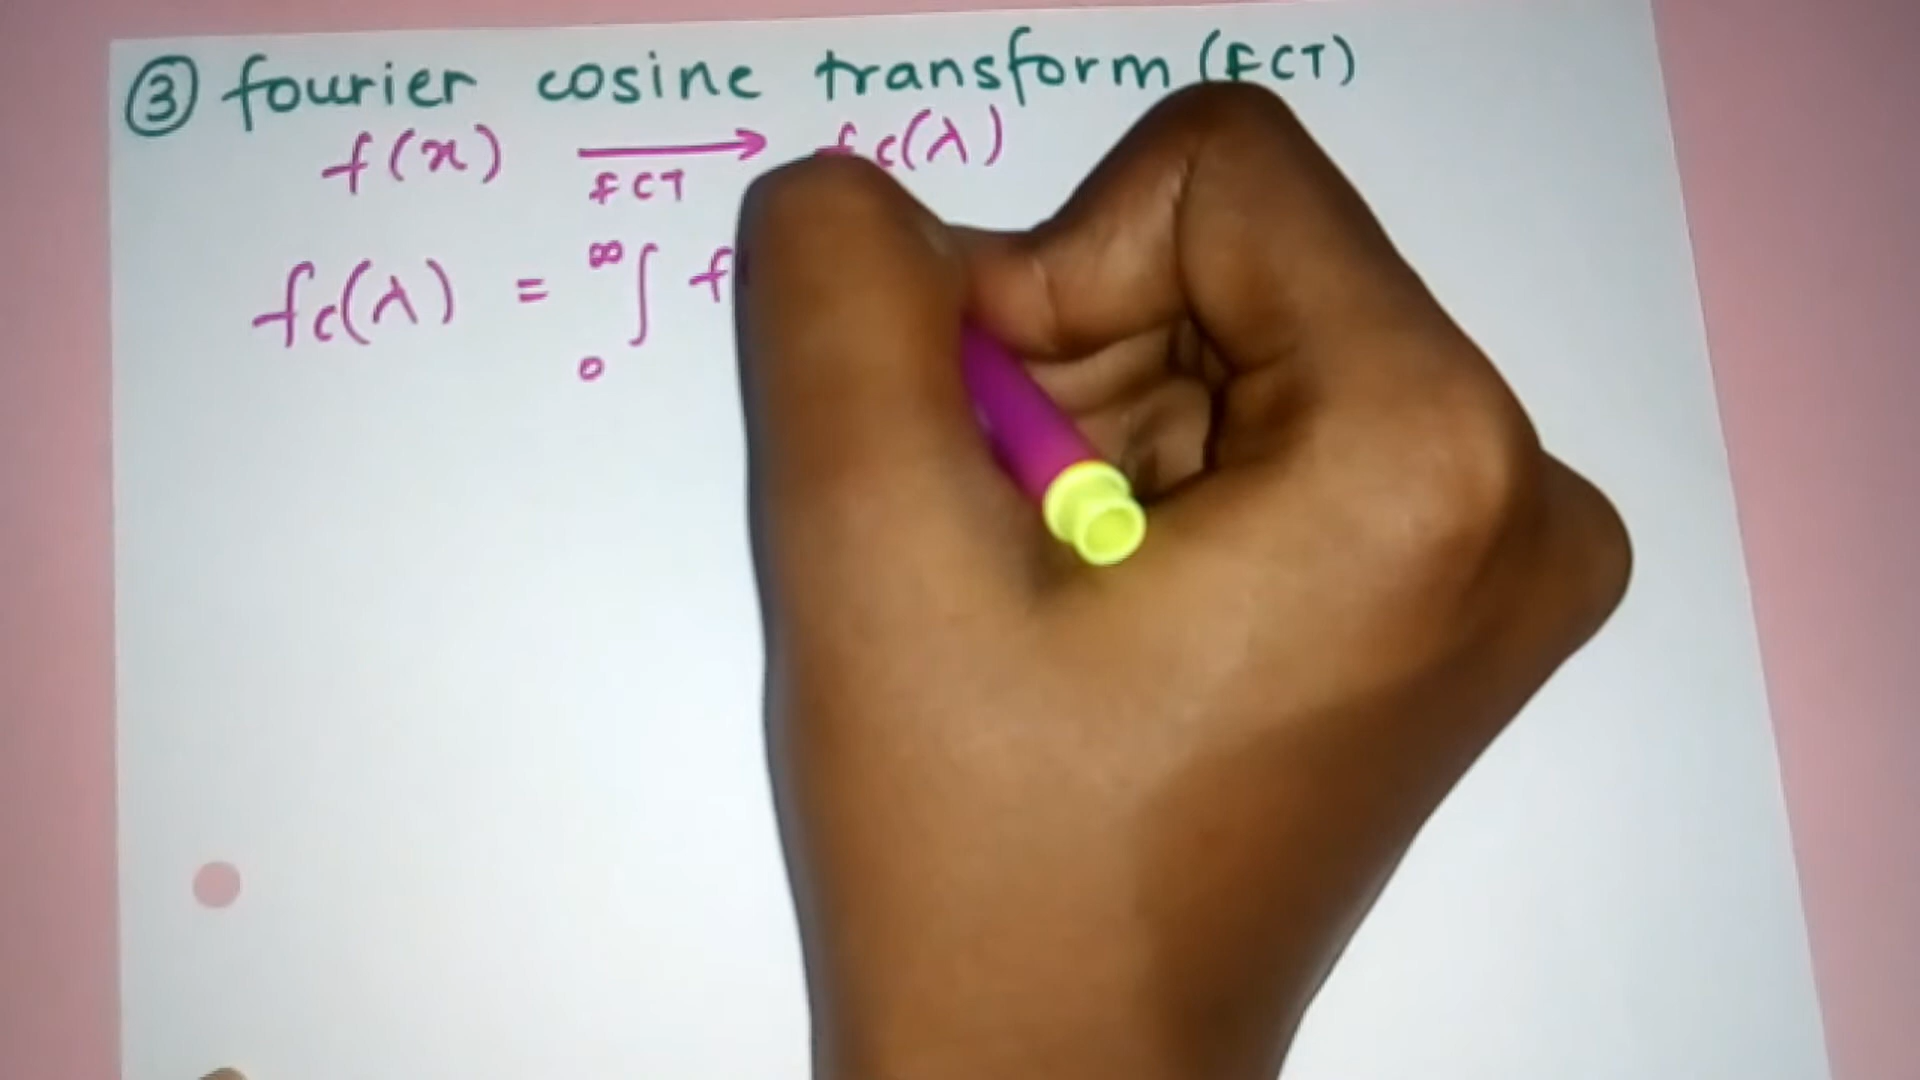 ③ fourier cosine transform (FCT)
f(x) → fc(λ)
FCT
fc(λ) = ∞∫ f
0